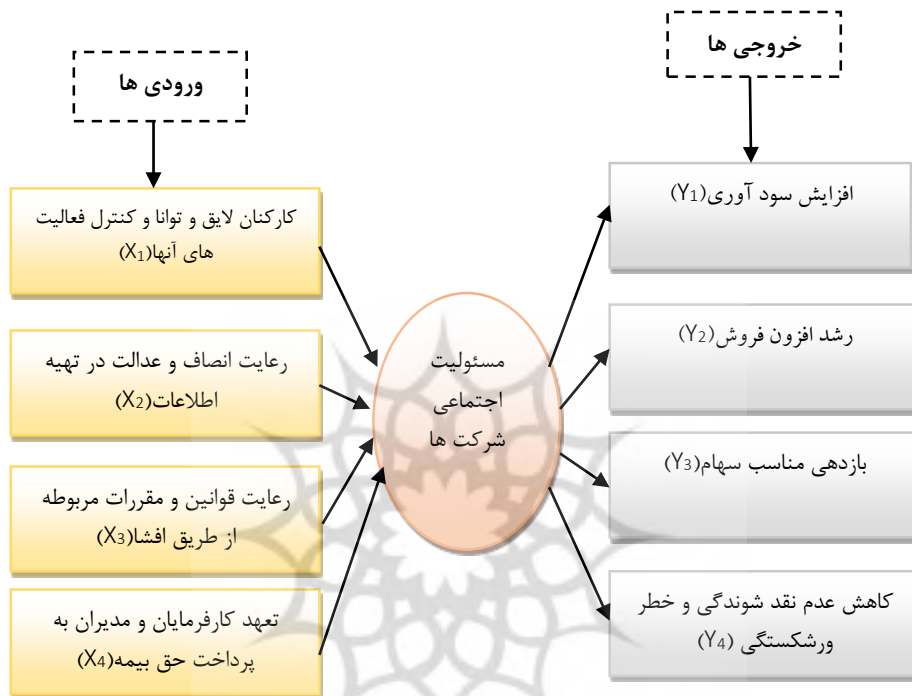 خروجی ها
ورودی ها
کارکنان لایق و توانا و کنترل فعالیت
های آنها(X1)
رعایت انصاف و عدالت در تهیه
اطلاعات(X2)
رعایت قوانین و مقررات مربوطه
از طریق افشا(X3)
تعهد کارفرمایان و مدیران به
پرداخت حق بیمه(X4)
مسئولیت
اجتماعی
شرکت ها
افزایش سود آوری(Y1)
رشد افزون فروش(Y2)
بازدهی مناسب سهام(Y3)
کاهش عدم نقد شوندگی و خطر
ورشکستگی (Y4)